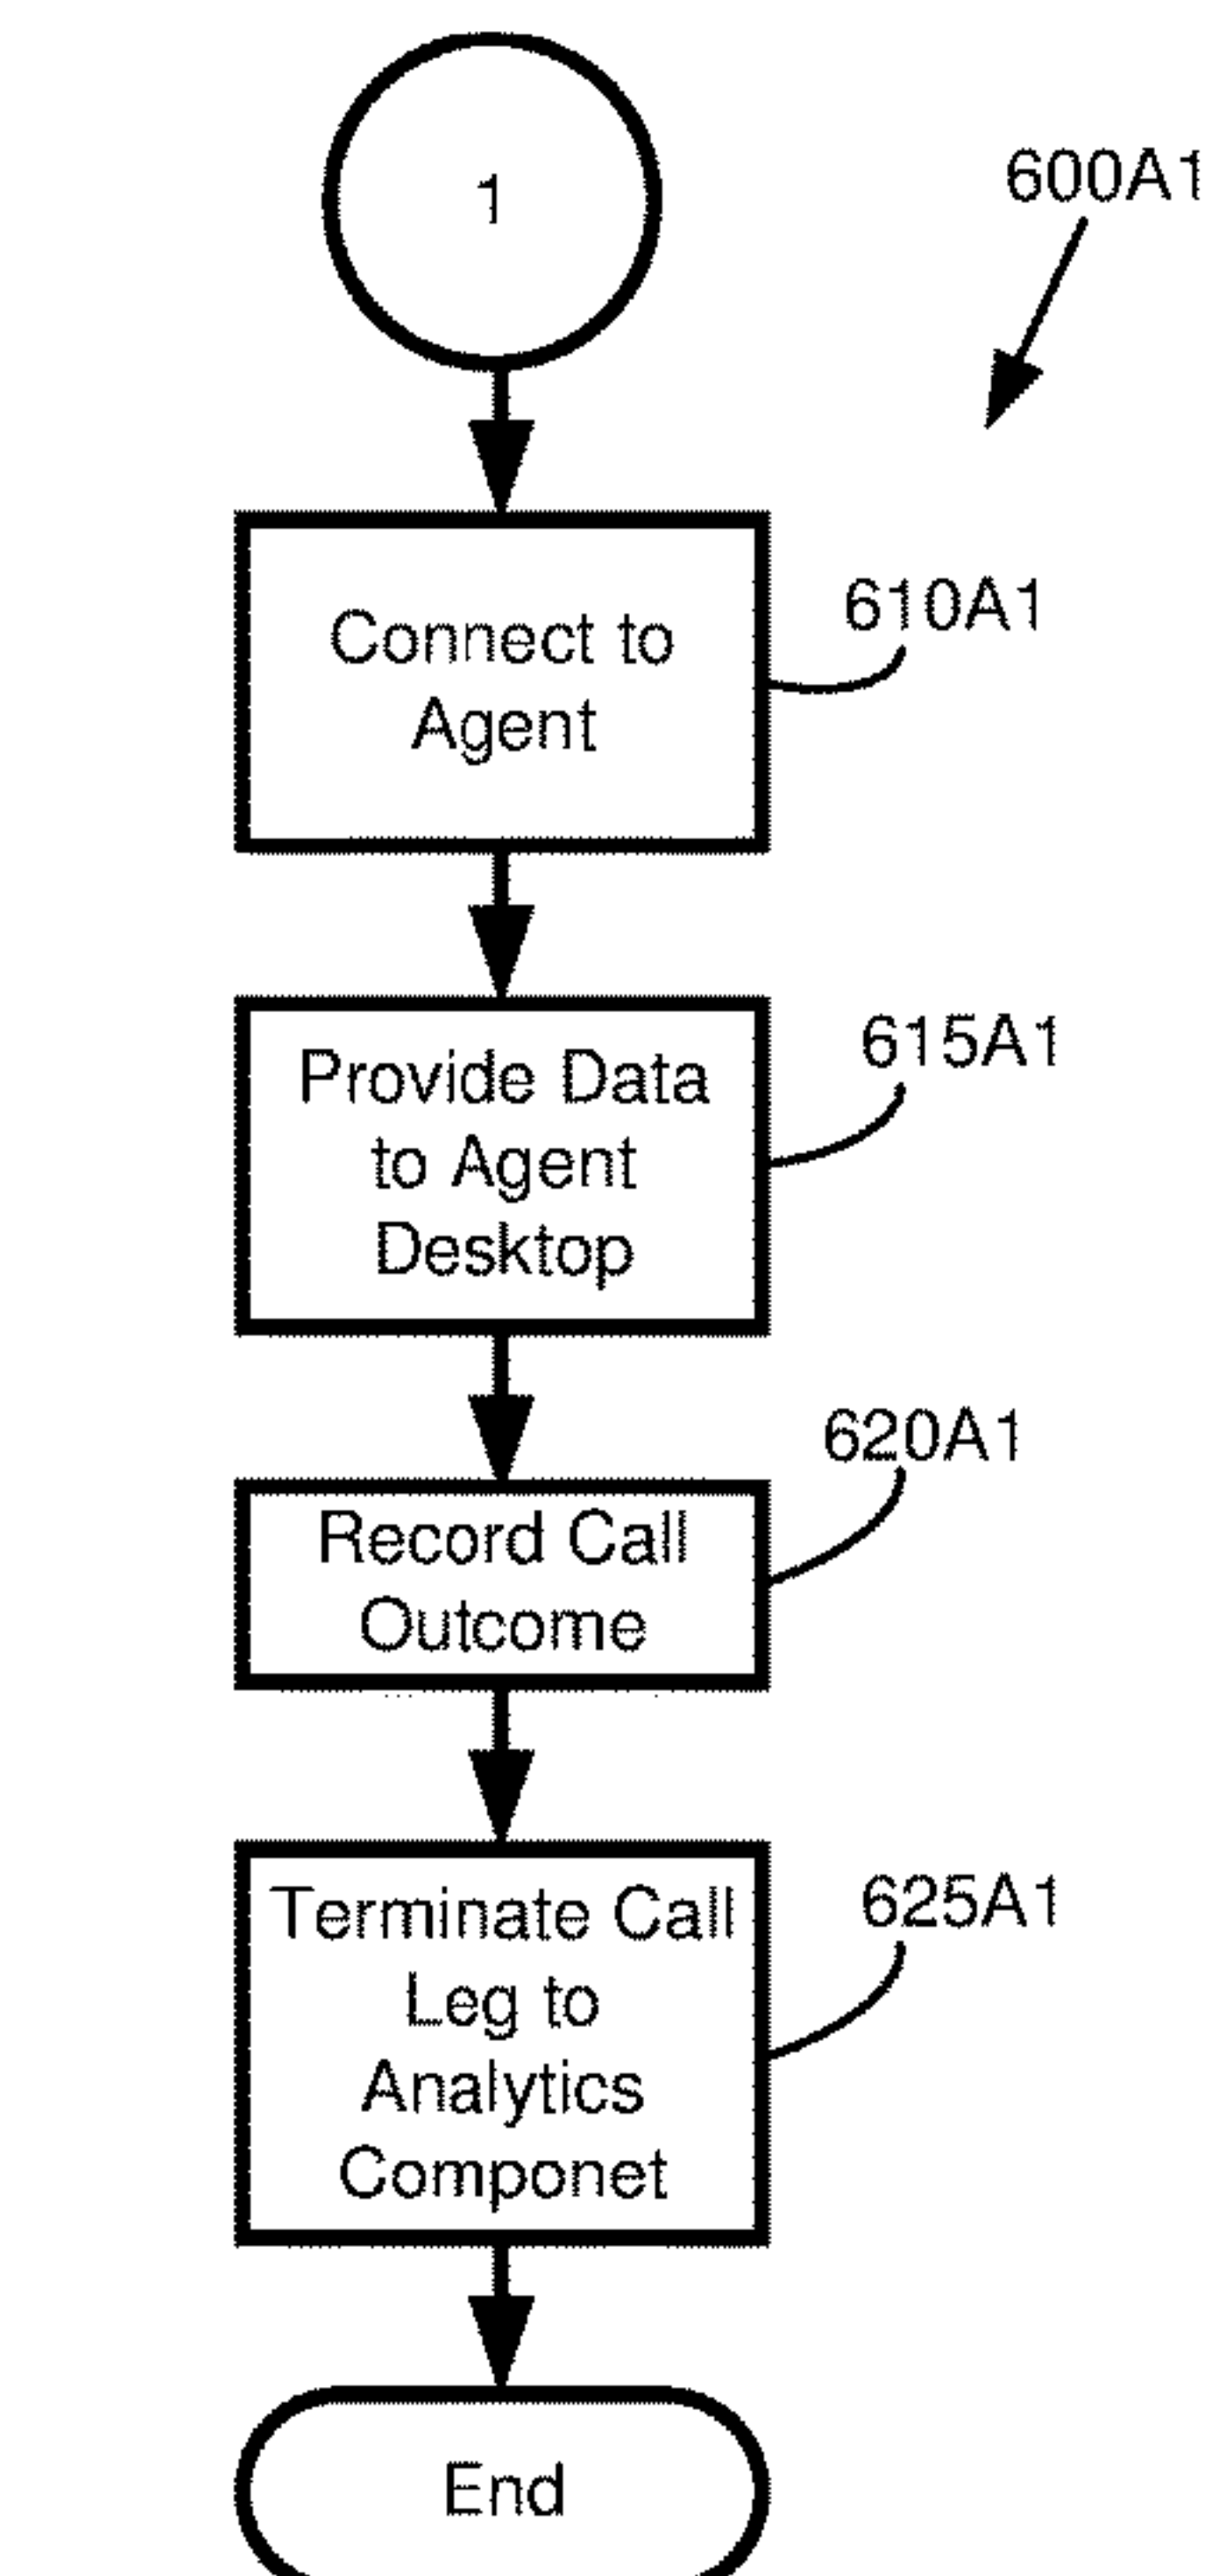 1
600A1
Connect to
Agent
610A1
Provide Data
to Agent
Desktop
615A1
Record Call
Outcome
620A1
Terminate Call
Leg to
Analytics
Componet
625A1
End